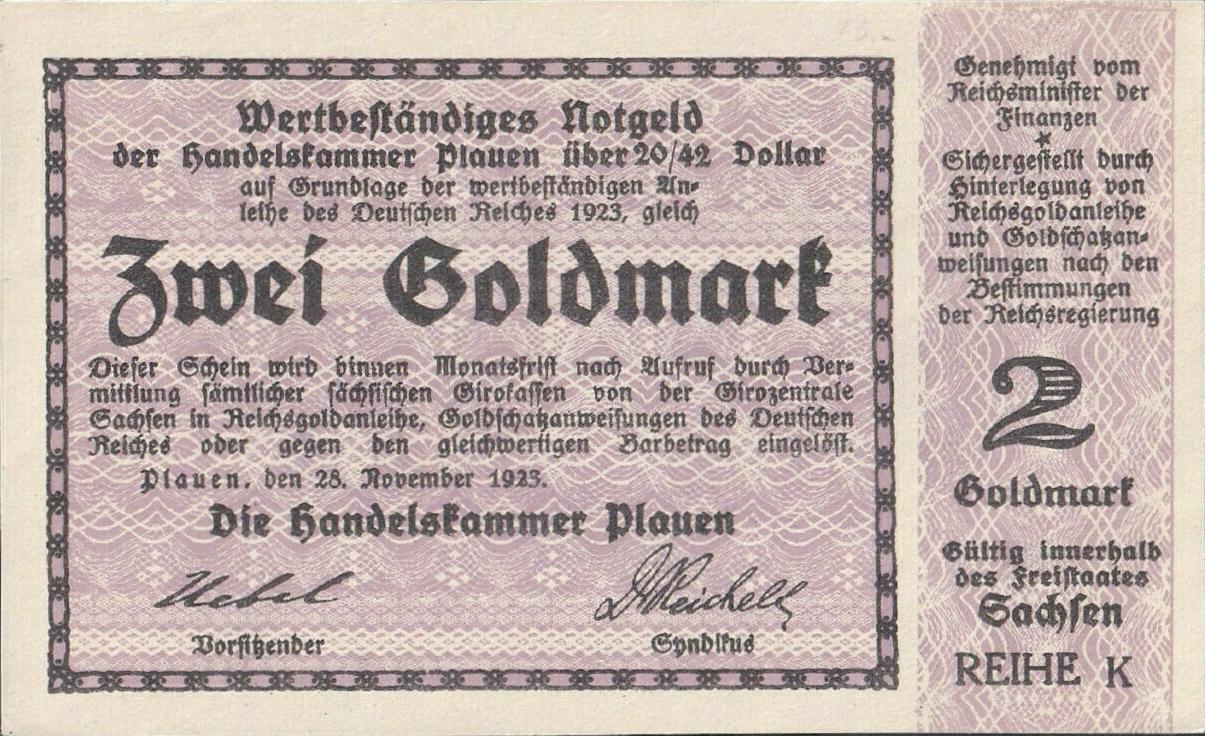 Wertbeständiges Notgeld
der Handelskammer Plauen über 20/42 Dollar
auf Grundlage der wertbeständigen An-
leihe des Deutschen Reiches 1923, gleich
Zwei Goldmark
Dieser Schein wird binnen Monatsfrist nach Aufruf durch Ver-
mittlung sämtlicher sächsischen Girokassen von der Girozentrale
Sachsen in Reichsgoldanleihe, Goldschatzanweisungen des Deutschen
Reiches oder gegen den gleichwertigen Barbetrag eingelöst.
Plauen, den 28. November 1923.
Die Handelskammer Plauen
Uebel
Dr Reichelt
Vorsitzender
Syndikus
Genehmigt vom
Reichsminister der
Finanzen
Sichergestellt durch
Hinterlegung von
Reichsgoldanleihe
und Goldschatzan-
weisungen nach den
Bestimmungen
der Reichsregierung
2
Goldmark
Gültig innerhalb
des Freistaates
Sachsen
REIHE K